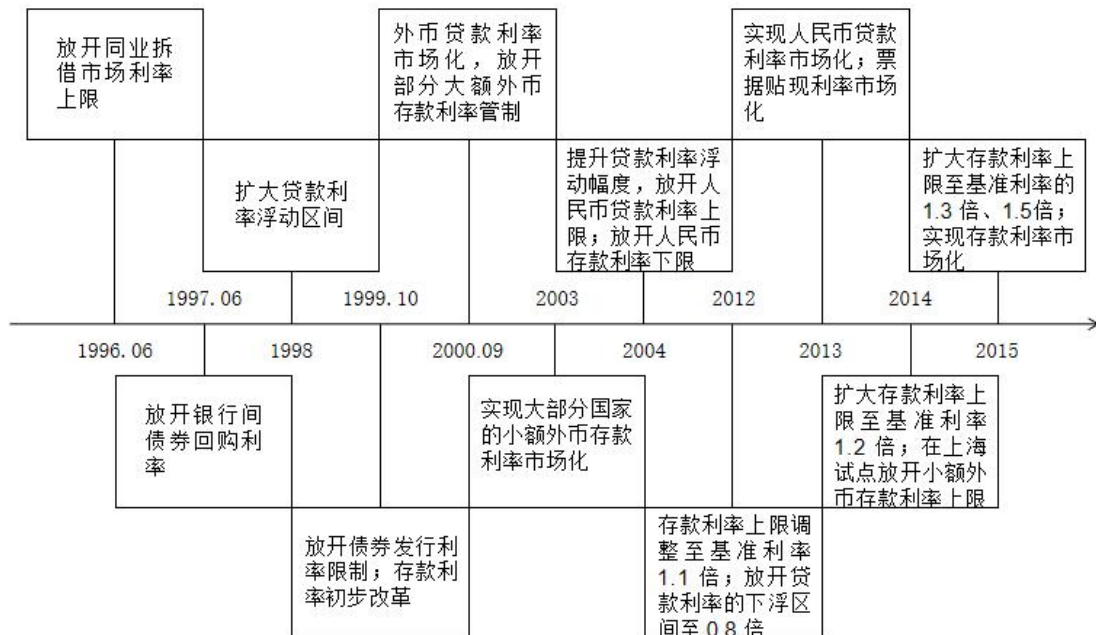 放开同业拆
借市场利率
上限
外币贷款利率
市场化，放开
部分大额外币
存款利率管制
实现人民币贷款
利率市场化；票
据贴现利率市场
化
扩大贷款利
率浮动区间
提升贷款利率浮
动幅度，放开人
民币贷款利率上
限；放开人民币
存款利率下限
扩大存款利率上
限至基准利率的
1.3 倍、1.5倍；
实现存款利率市
场化
1997.06
1999.10
2003
2012
2014
1996.06
1998
2000.09
2004
2013
2015
放开银行间
债券回购利
率
实现大部分国家
的小额外币存款
利率市场化
扩大存款利率上
限至基准利率
1.2 倍；在上海
试点放开小额外
币存款利率上限
放开债券发行利
率限制；存款利
率初步改革
存款利率上限调
整至基准利率
1.1 倍；放开贷
款利率的下浮区
间至 0.8 倍